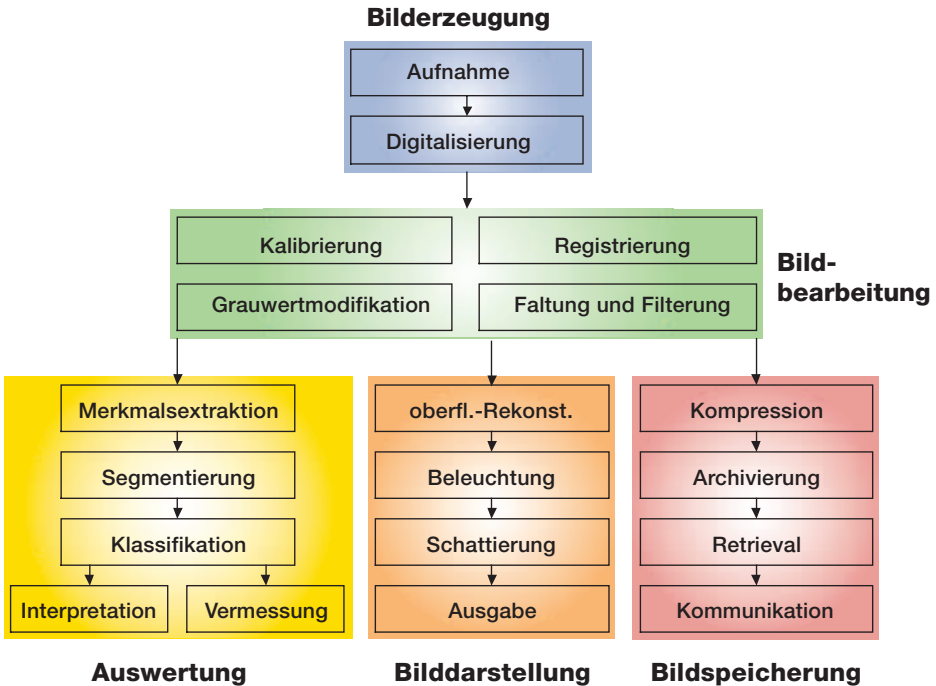 Bilderzeugung
Aufnahme
Digitalisierung
Kalibrierung
Registrierung
Grauwertmodifikation
Faltung und Filterung
Bild-
bearbeitung
Merkmalsextraktion
Segmentierung
Klassifikation
Interpretation
Vermessung
Auswertung
oberfl.-Rekonst.
Beleuchtung
Schattierung
Ausgabe
Bilddarstellung
Kompression
Archivierung
Retrieval
Kommunikation
Bildspeicherung